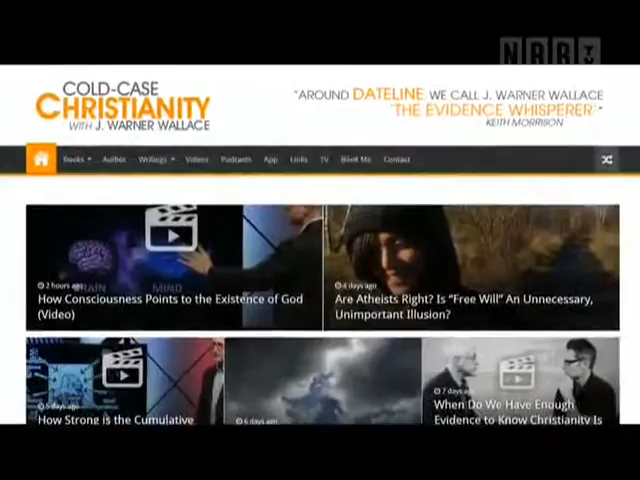 NRBTV
COLD-CASE
CHRISTIANITY
WITH J. WARNER WALLACE
"AROUND DATELINE WE CALL J. WARNER WALLACE
'THE EVIDENCE WHISPERER'"
KEITH MORRISON
Books Author Writings Videos Podcasts App Links TV Book Me Contact
2 hours ago
BRAIN MIND
How Consciousness Points to the Existence of God
(Video)
4 days ago
Are Atheists Right? Is “Free Will” An Unnecessary,
Unimportant Illusion?
5 days ago
How Strong is the Cumulative
6 days ago
7 days ago
When Do We Have Enough
Evidence to Know Christianity Is